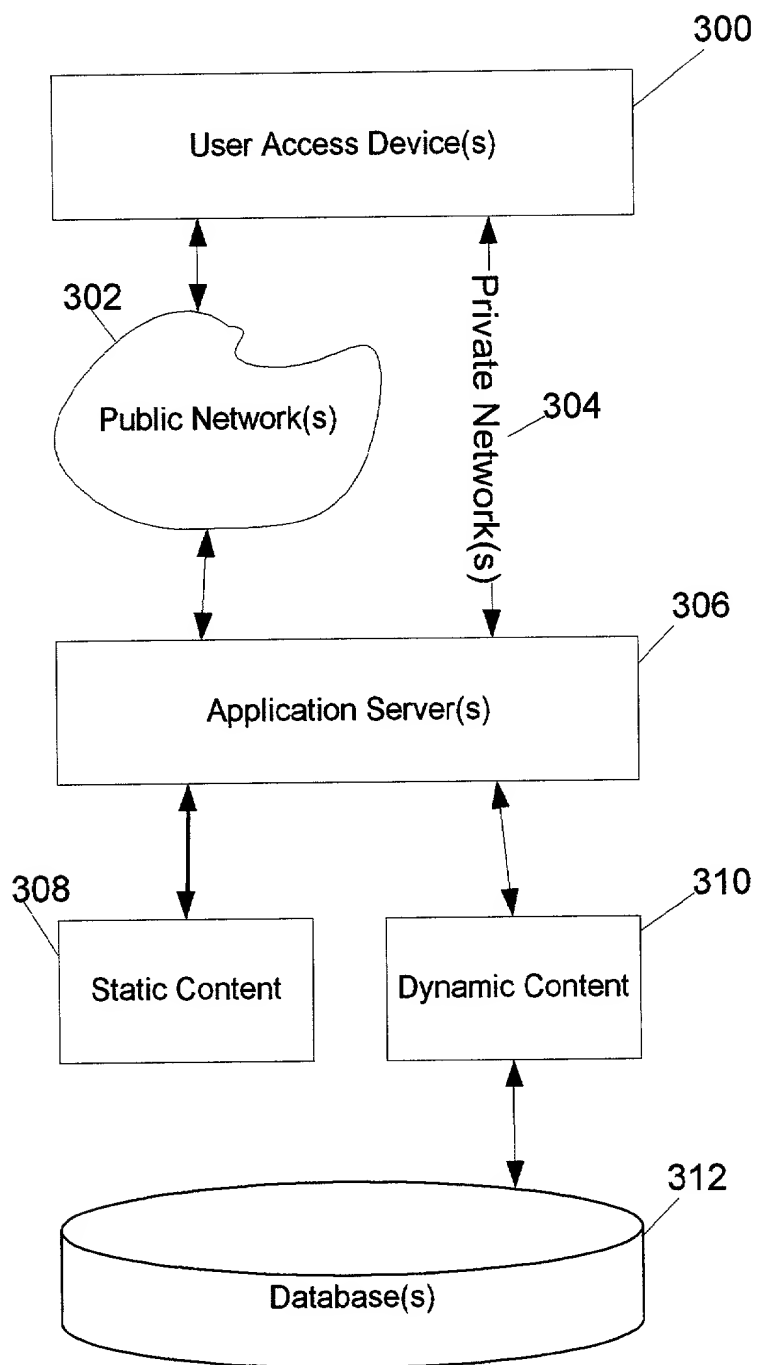 300
User Access Device(s)
302
Public Network(s)
Private Network(s)
304
306
Application Server(s)
308
310
Static Content
Dynamic Content
312
Database(s)